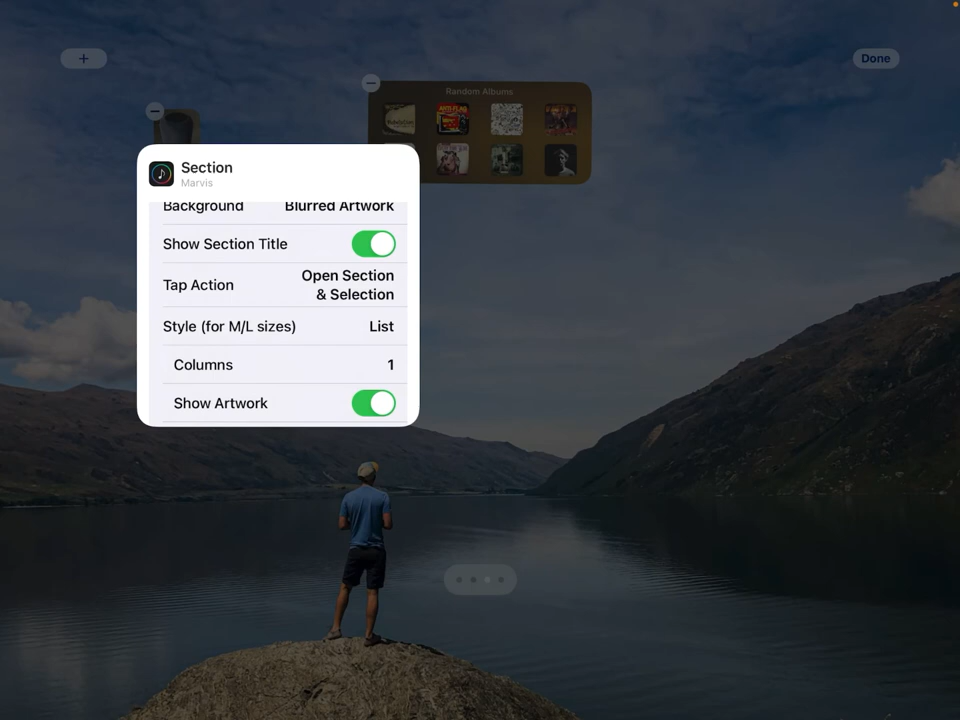 +
Done
Random Albums
Section
Marvis
Background Blurred Artwork
Show Section Title
Tap Action Open Section
& Selection
Style (for M/L sizes) List
Columns 1
Show Artwork